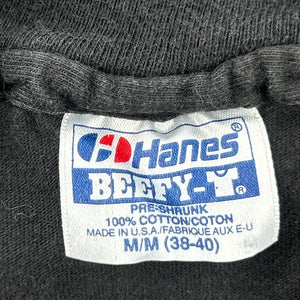 Hanes®
BEEFY-T®
PRE-SHRUNK
100% COTTON/COTON
MADE IN U.S.A./FABRIQUE AUX E-U
M/M (38-40)